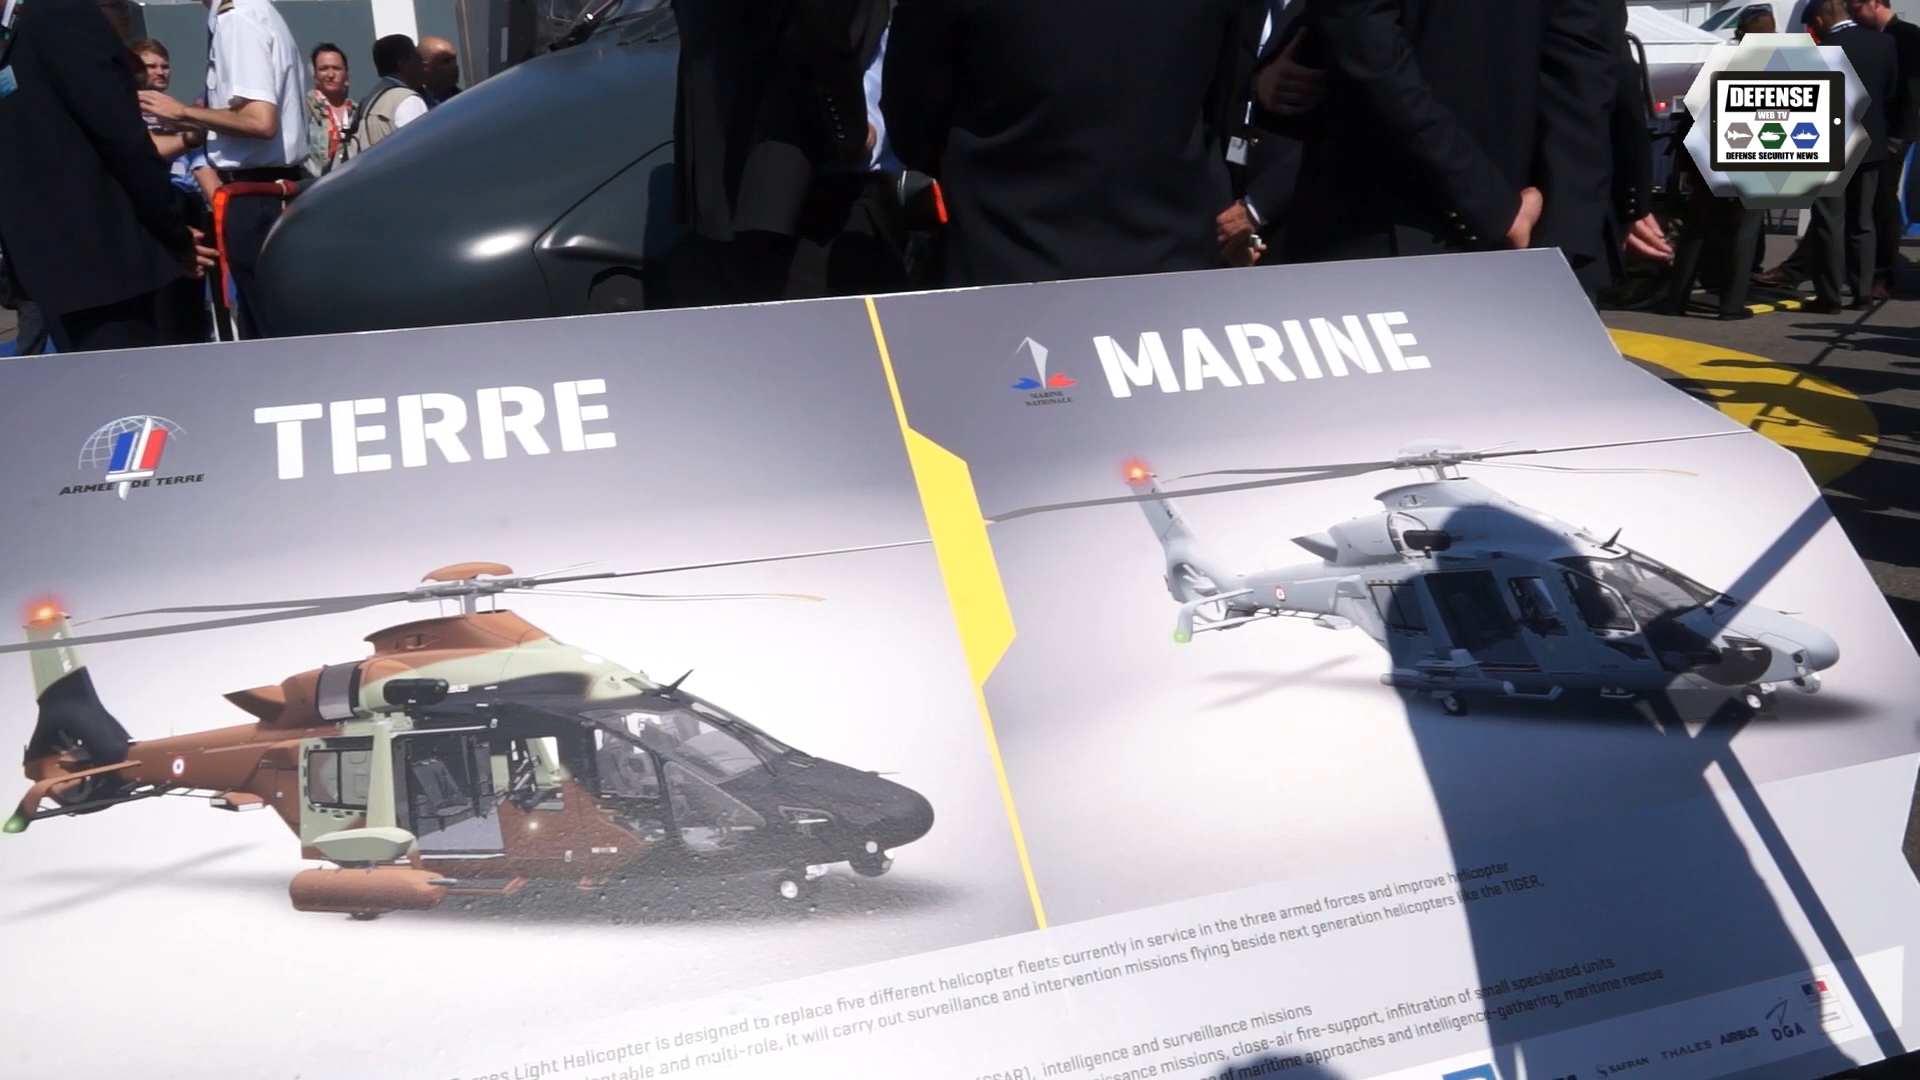 DEFENSE
WEB TV
DEFENSE SECURITY NEWS
ARMEE DE TERRE
TERRE
MARINE
NATIONALE
MARINE
Light Helicopter is designed to replace five different helicopter fleets currently in service in the three armed forces and improve helicopter
and multi-role, it will carry out surveillance and intervention missions flying beside next generation helicopters like the TIGER,
intelligence and surveillance missions
missions, close-air fire-support, infiltration of small specialized units
of maritime approaches and intelligence-gathering, maritime rescue
SAFRAN THALES AIRBUS DGA